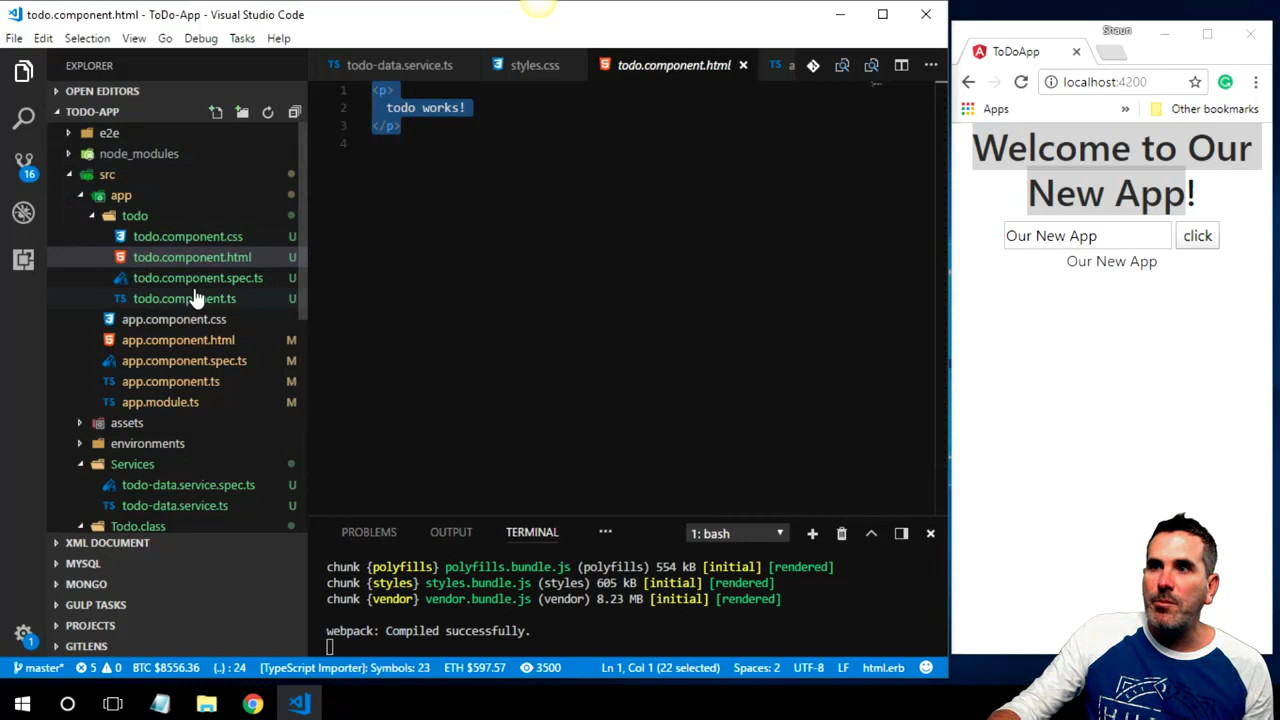 todo.component.html - ToDo-App - Visual Studio Code
File Edit Selection View Go Debug Tasks Help
EXPLORER
OPEN EDITORS
TODO-APP
e2e
node_modules
src
app
todo
todo.component.css U
todo.component.html U
todo.component.spec.ts U
todo.component.ts U
app.component.css
app.component.html M
app.component.spec.ts M
app.component.ts M
app.module.ts M
assets
environments
Services
todo-data.service.spec.ts U
todo-data.service.ts U
Todo.class
XML DOCUMENT
MYSQL
MONGO
GULP TASKS
PROJECTS
GITLENS
16
1
todo-data.service.ts styles.css todo.component.html a
1 <p>
2 todo works!
3 </p>
4
PROBLEMS OUTPUT TERMINAL 1: bash
chunk {polyfills} polyfills.bundle.js (polyfills) 554 kB [initial] [rendered]
chunk {styles} styles.bundle.js (styles) 605 kB [initial] [rendered]
chunk {vendor} vendor.bundle.js (vendor) 8.23 MB [initial] [rendered]
webpack: Compiled successfully.
master* 5 0 BTC $8556.36 {..} : 24 [TypeScript Importer]: Symbols: 23 ETH $597.57 3500 Ln 1, Col 1 (22 selected) Spaces: 2 UTF-8 LF html.erb
Shaun
ToDoApp
localhost:4200
Apps » Other bookmarks
Welcome to Our
New App!
Our New App click
Our New App